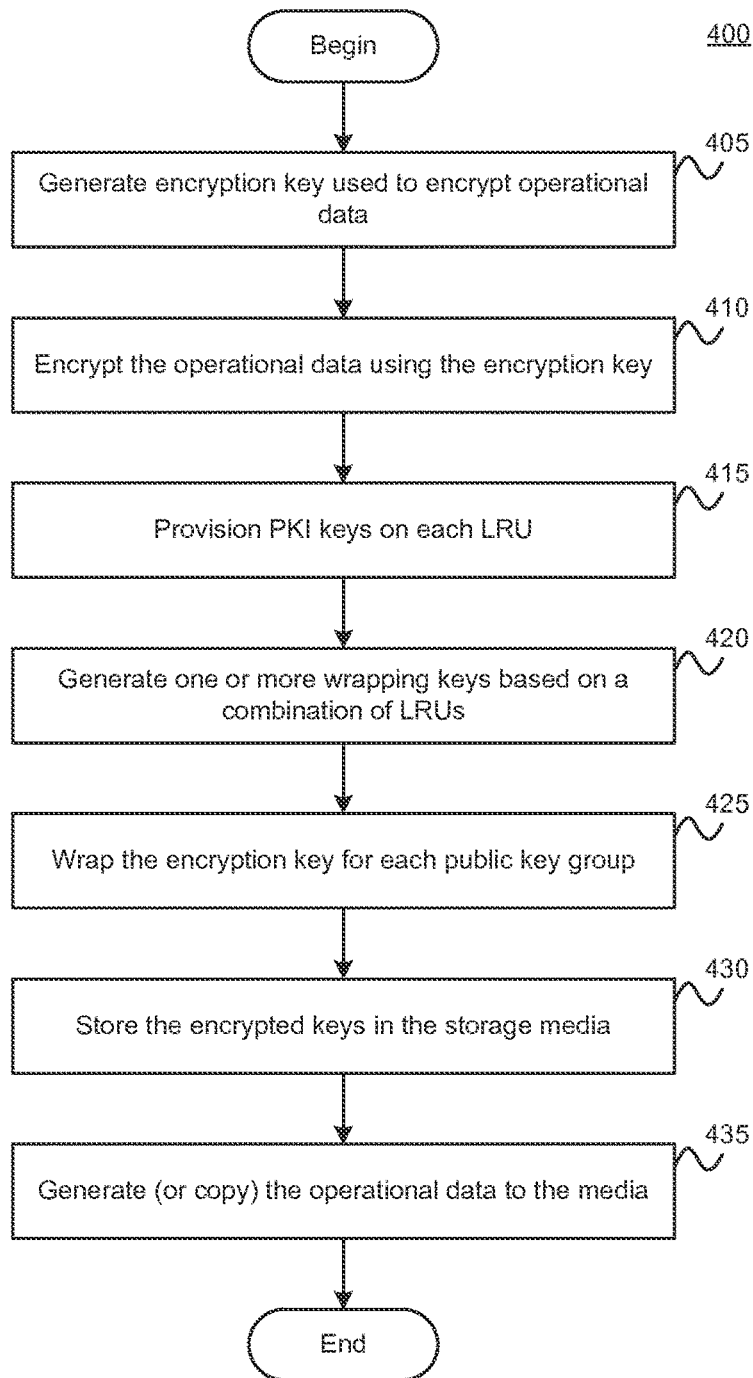 Begin
400
405
Generate encryption key used to encrypt operational
data
410
Encrypt the operational data using the encryption key
415
Provision PKI keys on each LRU
420
Generate one or more wrapping keys based on a
combination of LRUs
425
Wrap the encryption key for each public key group
430
Store the encrypted keys in the storage media
435
Generate (or copy) the operational data to the media
End